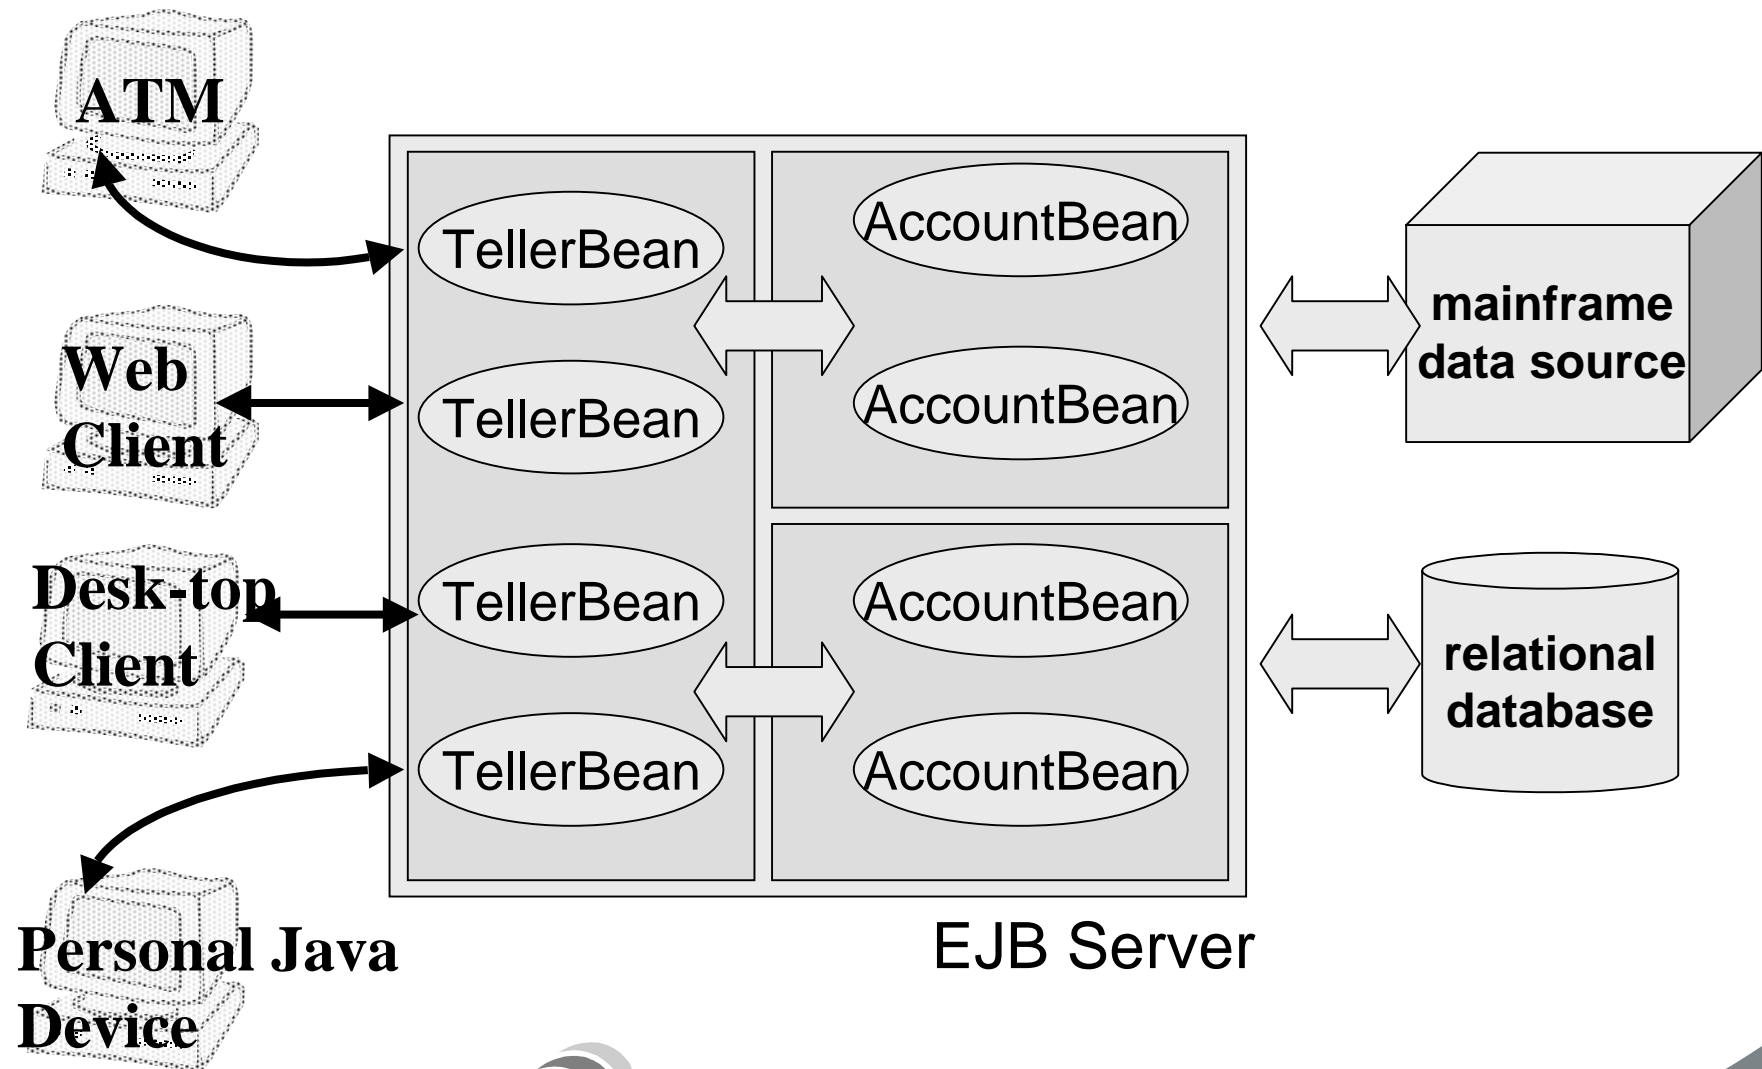 ATM
Web
Client
Desk-top
Client
Personal Java
Device
TellerBean
TellerBean
TellerBean
TellerBean
AccountBean
AccountBean
AccountBean
AccountBean
EJB Server
mainframe
data source
relational
database